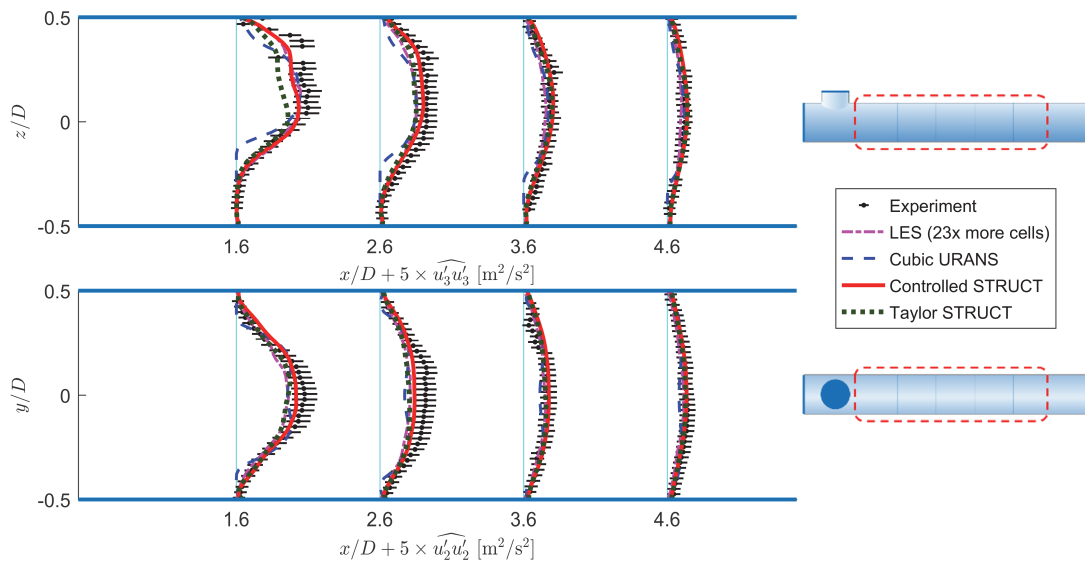 0.5
z/D
0
-0.5
1.6 2.6 3.6 4.6
x/D + 5 × \widehat{u′₃u′₃} [m²/s²]
0.5
y/D
0
-0.5
1.6 2.6 3.6 4.6
x/D + 5 × \widehat{u′₂u′₂} [m²/s²]
Experiment
LES (23x more cells)
Cubic URANS
Controlled STRUCT
Taylor STRUCT